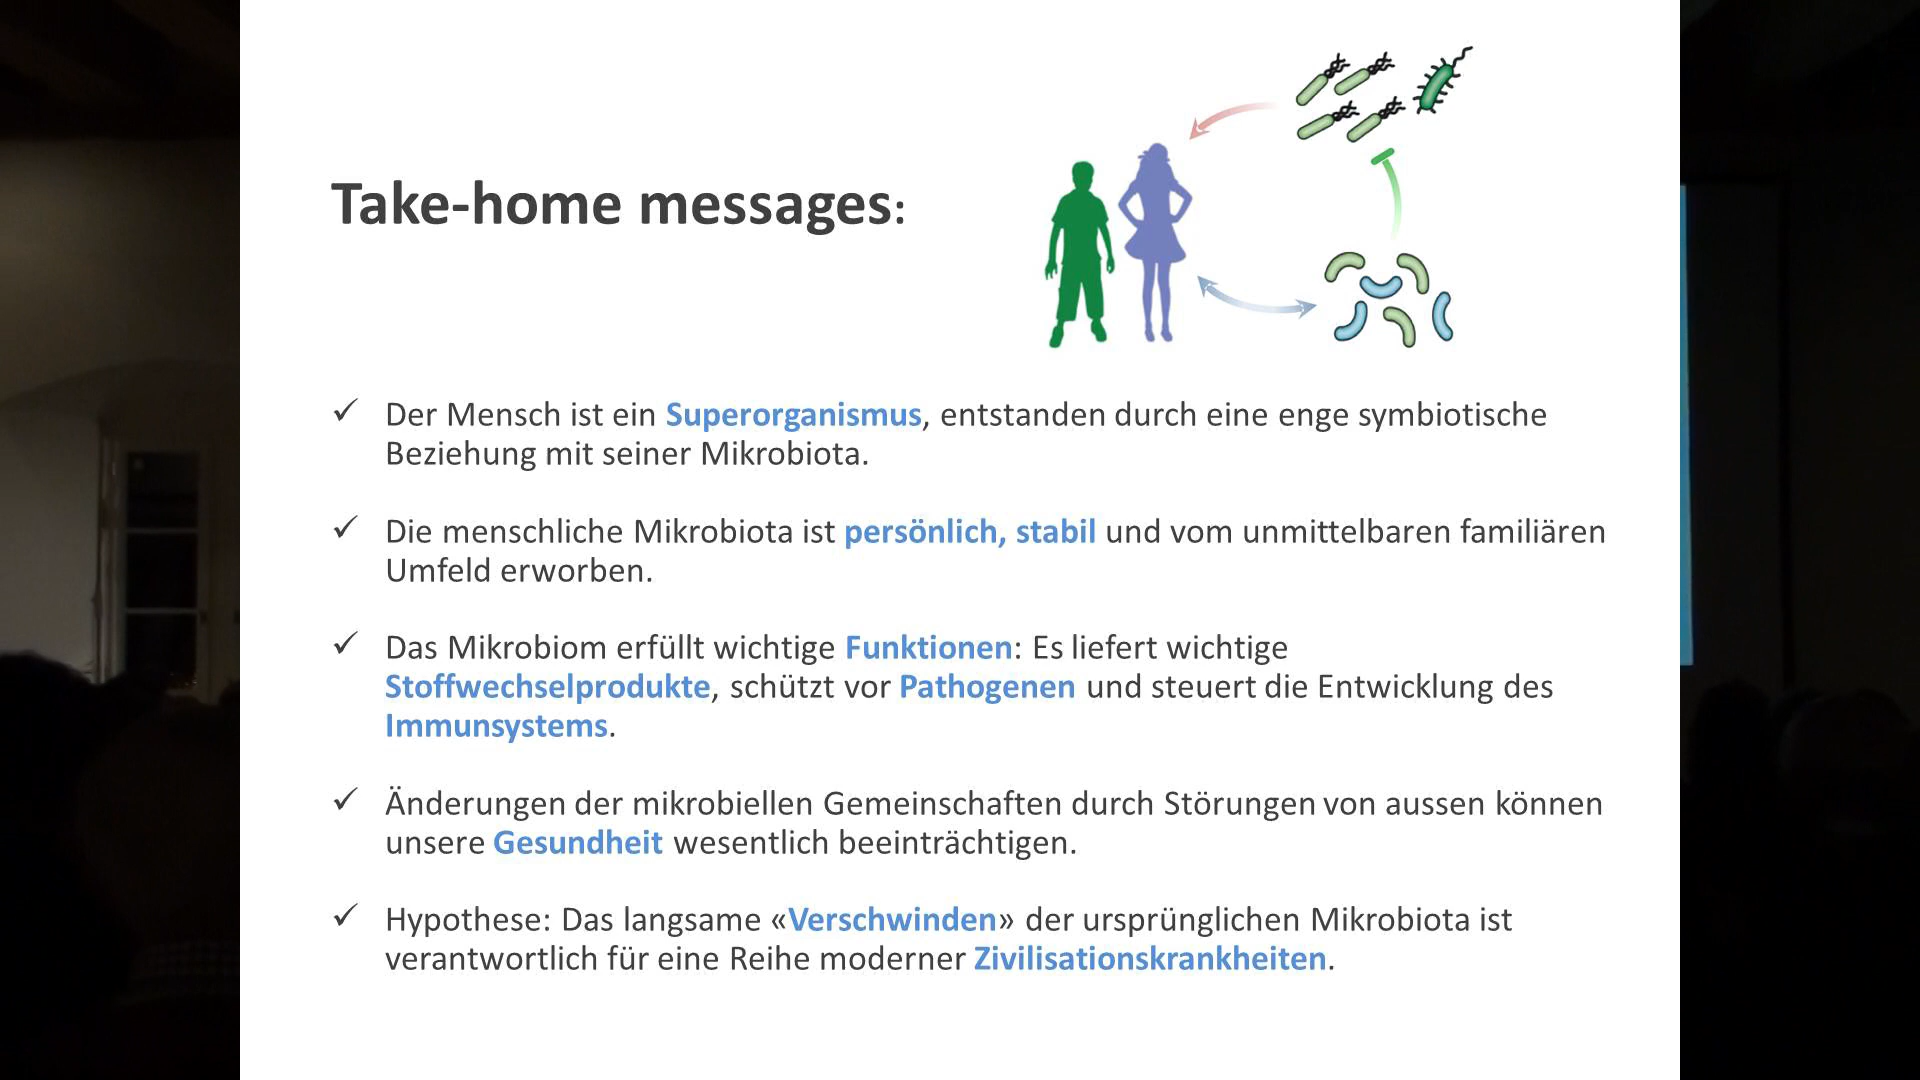 Take-home messages:
✓ Der Mensch ist ein Superorganismus, entstanden durch eine enge symbiotische
Beziehung mit seiner Mikrobiota.
✓ Die menschliche Mikrobiota ist persönlich, stabil und vom unmittelbaren familiären
Umfeld erworben.
✓ Das Mikrobiom erfüllt wichtige Funktionen: Es liefert wichtige
Stoffwechselprodukte, schützt vor Pathogenen und steuert die Entwicklung des
Immunsystems.
✓ Änderungen der mikrobiellen Gemeinschaften durch Störungen von aussen können
unsere Gesundheit wesentlich beeinträchtigen.
✓ Hypothese: Das langsame «Verschwinden» der ursprünglichen Mikrobiota ist
verantwortlich für eine Reihe moderner Zivilisationskrankheiten.